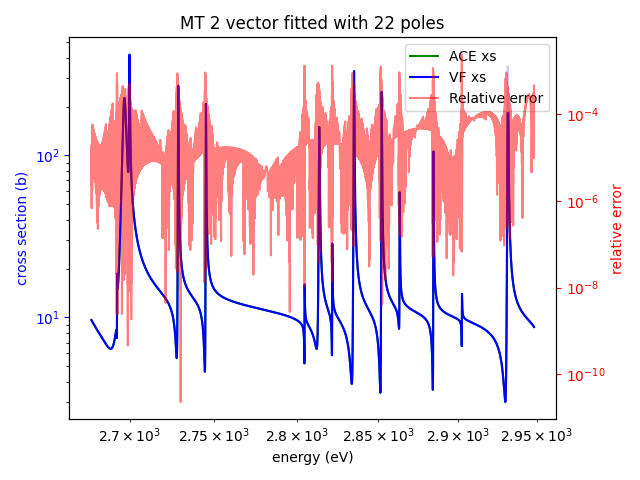 MT 2 vector fitted with 22 poles
ACE xs
VF xs
Relative error
cross section (b)
10²
10¹
relative error
10⁻⁴
10⁻⁶
10⁻⁸
10⁻¹⁰
2.7 × 10³ 2.75 × 10³ 2.8 × 10³ 2.85 × 10³ 2.9 × 10³ 2.95 × 10³
energy (eV)